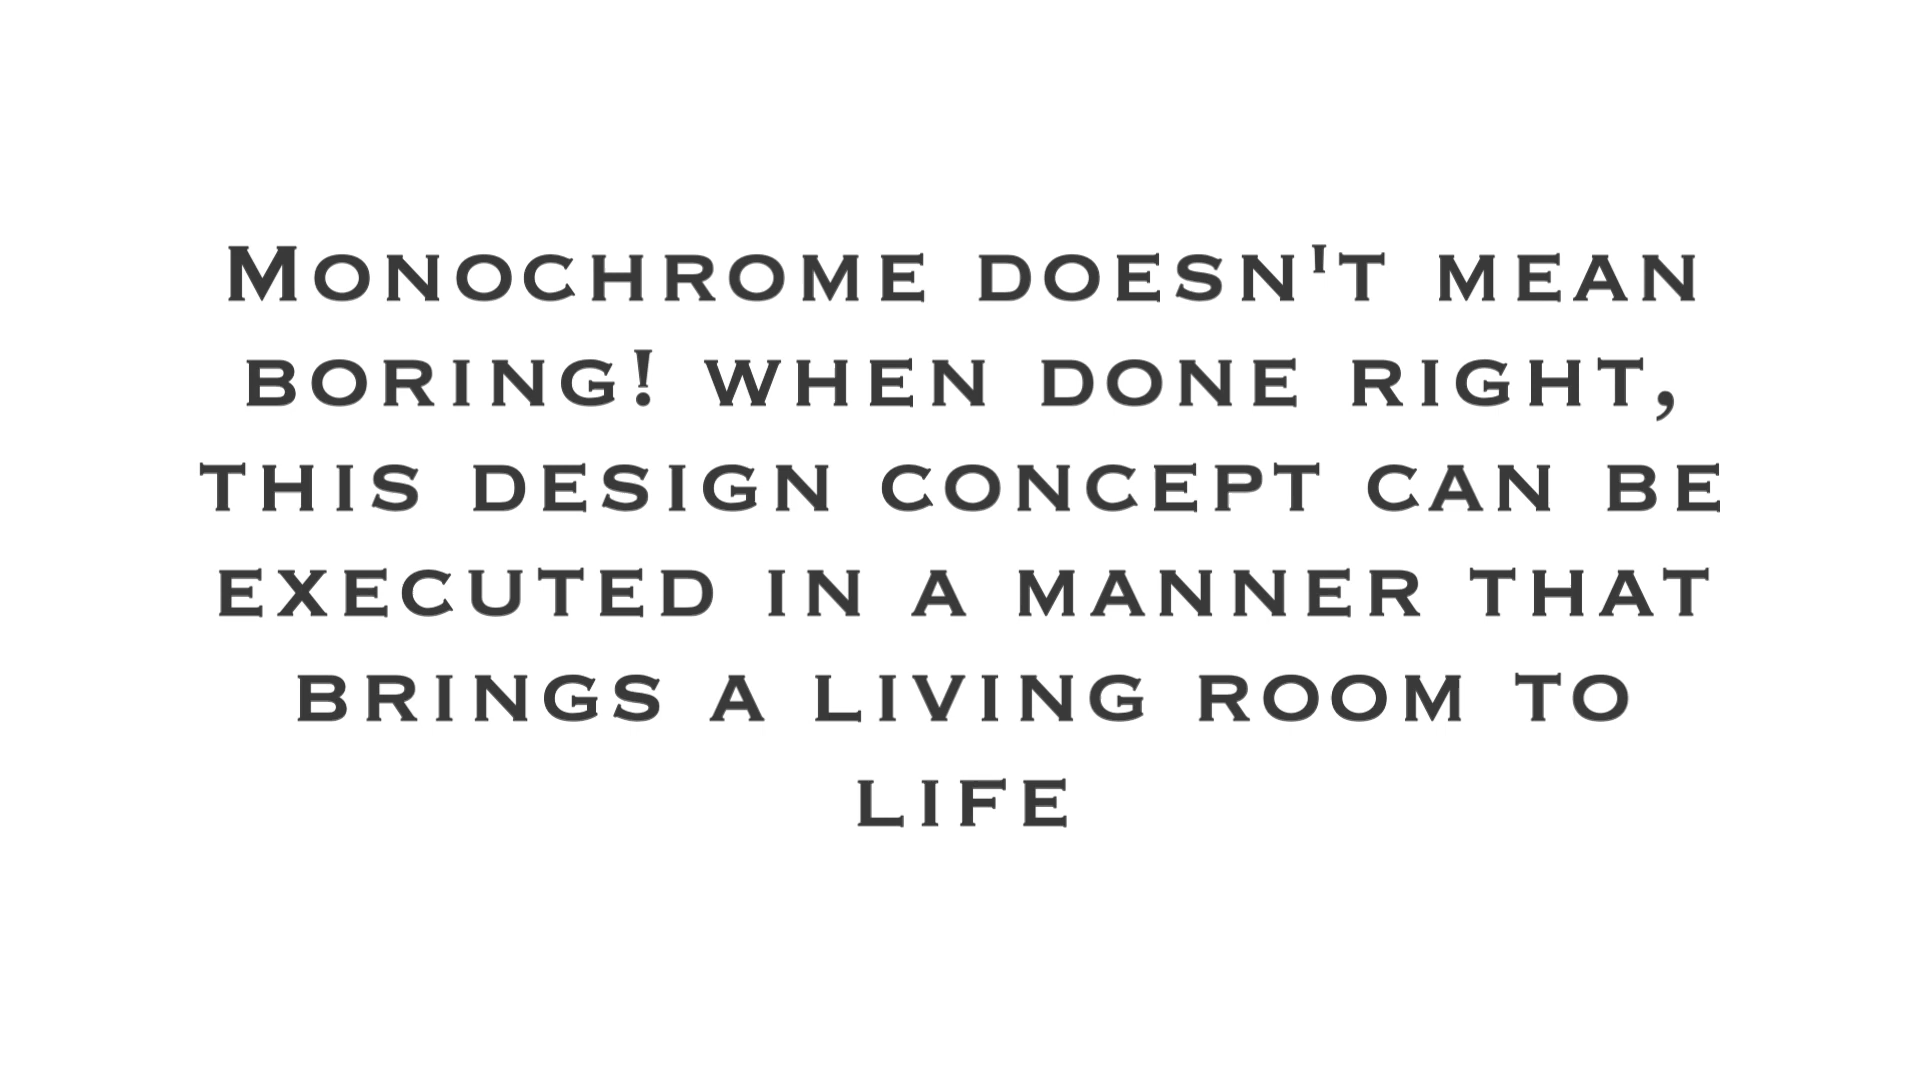 Monochrome doesn't mean
boring! when done right,
this design concept can be
executed in a manner that
brings a living room to
life